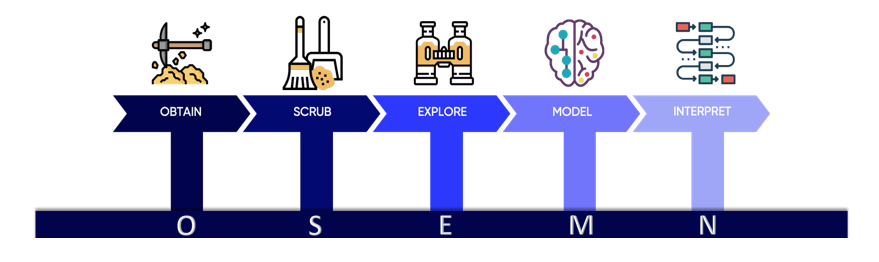 OBTAIN SCRUB EXPLORE MODEL INTERPRET
O S E M N